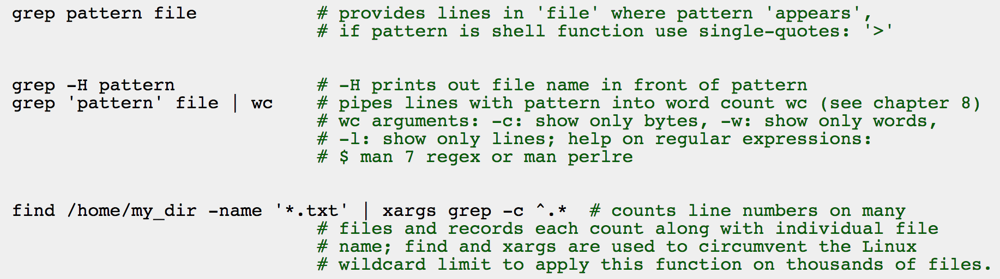 grep pattern file # provides lines in 'file' where pattern 'appears',
# if pattern is shell function use single-quotes: '>'
grep -H pattern # -H prints out file name in front of pattern
grep 'pattern' file | wc # pipes lines with pattern into word count wc (see chapter 8)
# wc arguments: -c: show only bytes, -w: show only words,
# -l: show only lines; help on regular expressions:
# $ man 7 regex or man perlre
find /home/my_dir -name '*.txt' | xargs grep -c ^.* # counts line numbers on many
# files and records each count along with individual file
# name; find and xargs are used to circumvent the Linux
# wildcard limit to apply this function on thousands of files.